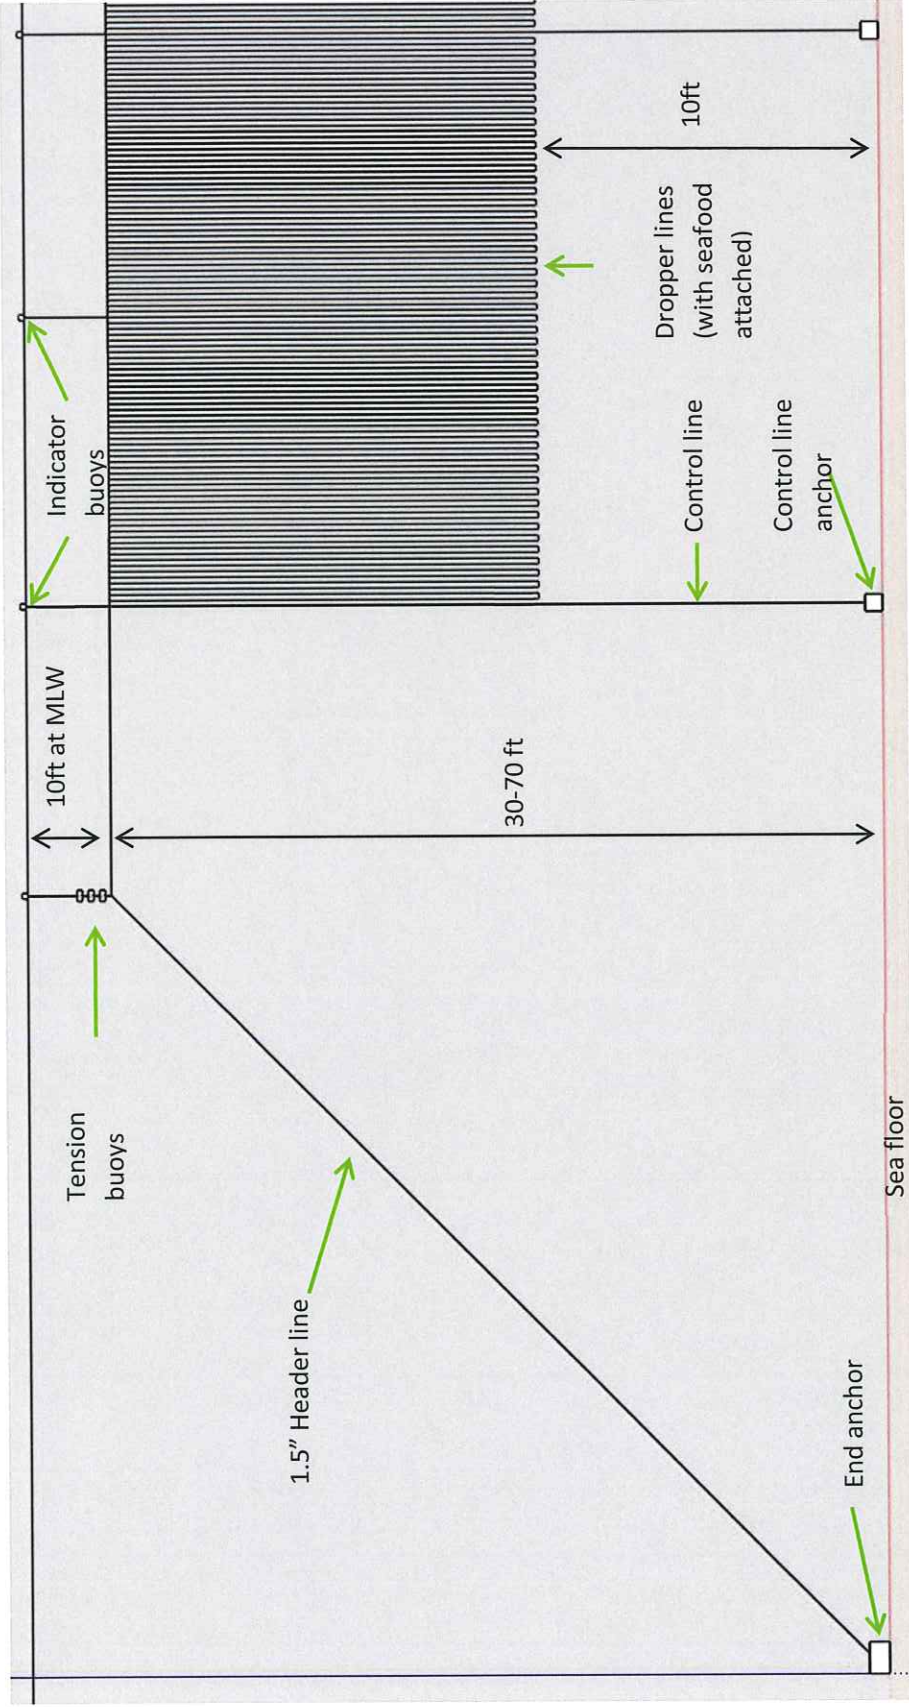 Indicator
buoys
10ft at MLW
Tension
buoys
1.5” Header line
30-70 ft
10ft
Dropper lines
(with seafood
attached)
Control line
Control line
anchor
End anchor
Sea floor